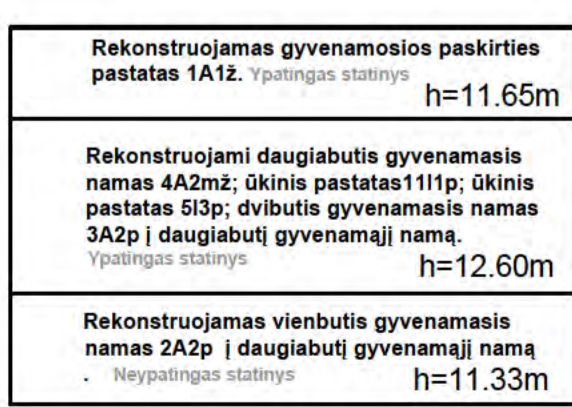 Rekonstruojamas gyvenamosios paskirties
pastatas 1A1ž. Ypatingas statinys
h=11.65m
Rekonstruojami daugiabutis gyvenamasis
namas 4A2mž; ūkinis pastatas11I1p; ūkinis
pastatas 5I3p; dvibutis gyvenamasis namas
3A2p į daugiabutį gyvenamąjį namą.
Ypatingas statinys
h=12.60m
Rekonstruojamas vienbutis gyvenamasis
namas 2A2p į daugiabutį gyvenamąjį namą
. Neypatingas statinys
h=11.33m